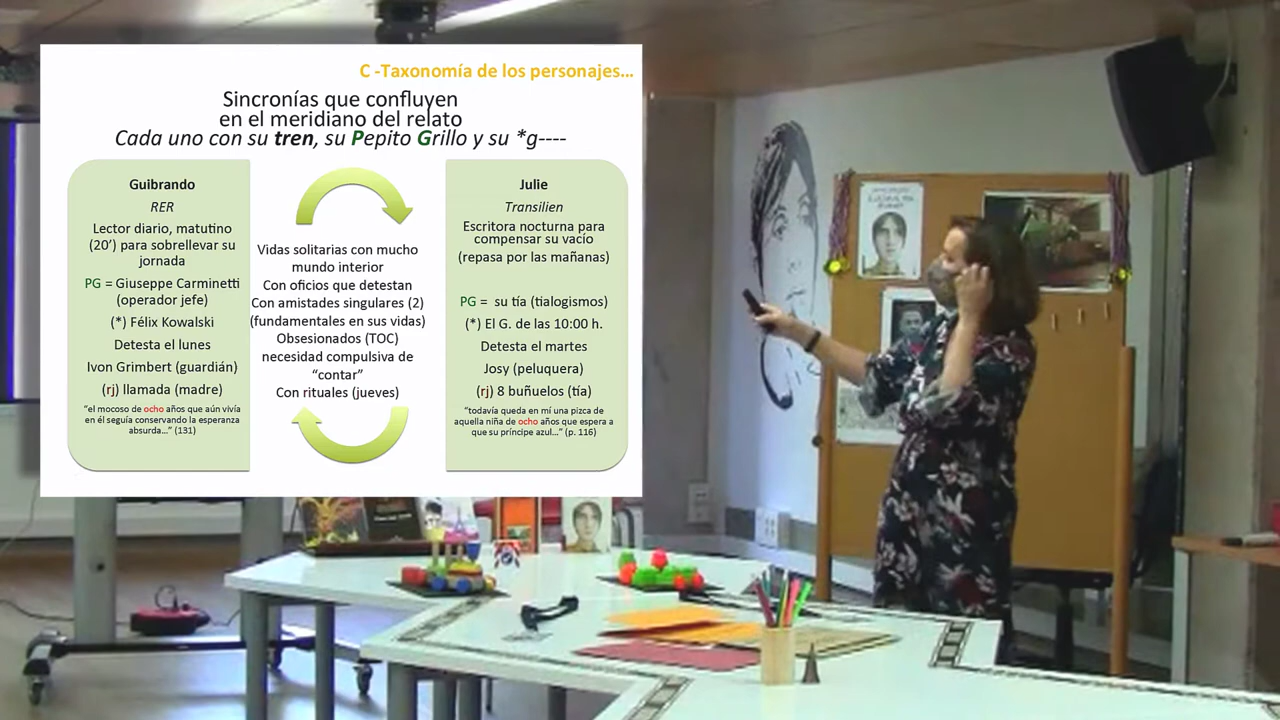 C -Taxonomía de los personajes...
Sincronías que confluyen
en el meridiano del relato
Cada uno con su tren, su Pepito Grillo y su *g----
Guibrando
RER
Lector diario, matutino
(20’) para sobrellevar su
jornada
PG = Giuseppe Carminetti
(operador jefe)
(*) Félix Kowalski
Detesta el lunes
Ivon Grimbert (guardián)
(rj) llamada (madre)
“el mocoso de ocho años que aún vivía
en él seguía conservando la esperanza
absurda...” (131)
Vidas solitarias con mucho
mundo interior
Con oficios que detestan
Con amistades singulares (2)
(fundamentales en sus vidas)
Obsesionados (TOC)
necesidad compulsiva de
“contar”
Con rituales (jueves)
Julie
Transilien
Escritora nocturna para
compensar su vacío
(repasa por las mañanas)
PG = su tía (tialogismos)
(*) El G. de las 10:00 h.
Detesta el martes
Josy (peluquera)
(rj) 8 buñuelos (tía)
“todavía queda en mí una pizca de
aquella niña de ocho años que espera a
que su príncipe azul...” (p. 116)